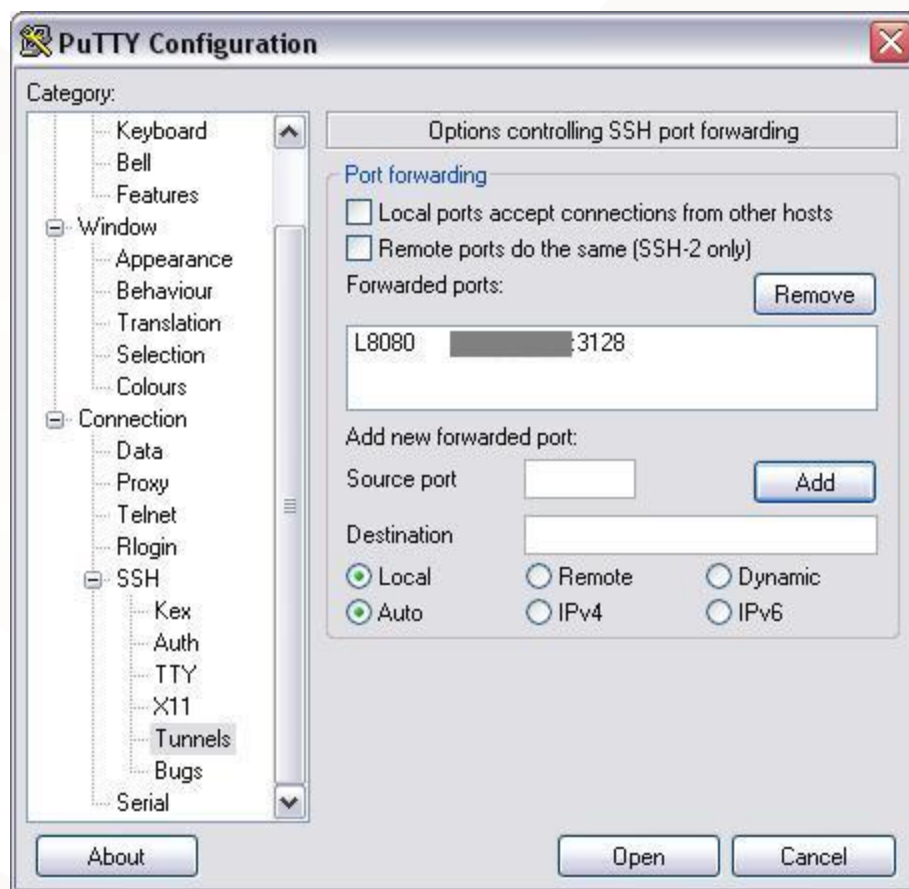 PuTTY Configuration
Category:
Keyboard
Bell
Features
Window
Appearance
Behaviour
Translation
Selection
Colours
Connection
Data
Proxy
Telnet
Rlogin
SSH
Kex
Auth
TTY
X11
Tunnels
Bugs
Serial
Options controlling SSH port forwarding
Port forwarding
Local ports accept connections from other hosts
Remote ports do the same (SSH-2 only)
Forwarded ports:
Remove
L8080 :3128
Add new forwarded port:
Source port
Add
Destination
Local Remote Dynamic
Auto IPv4 IPv6
About Open Cancel